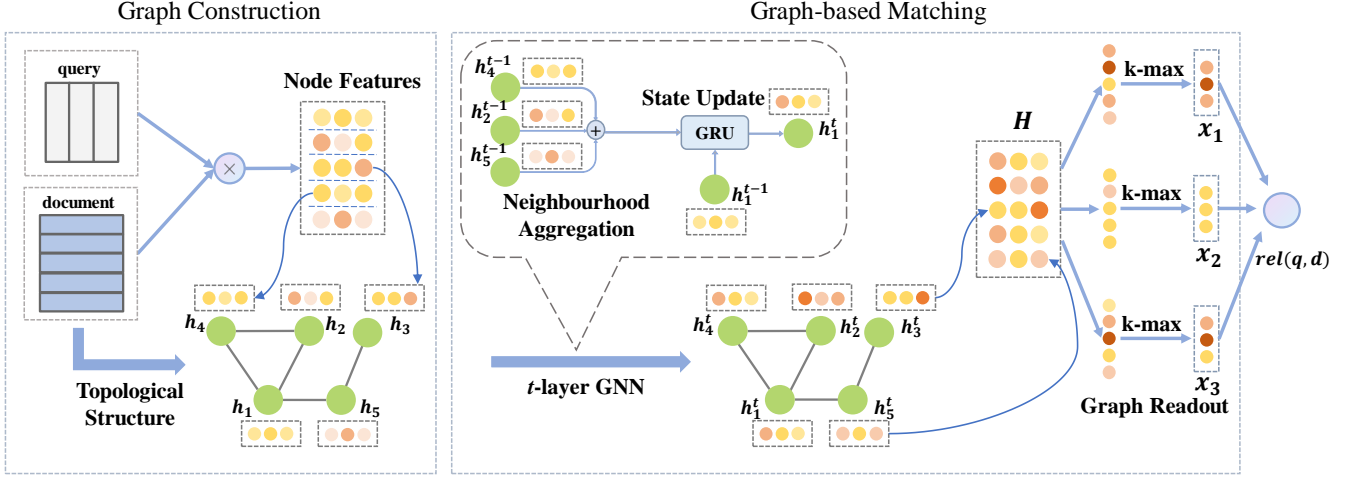 Graph Construction
query
document
×
Node Features
h₄
h₂
h₃
h₁
h₅
Topological
Structure
Graph-based Matching
h₄ᵗ⁻¹
h₂ᵗ⁻¹
h₅ᵗ⁻¹
+
Neighbourhood
Aggregation
State Update
GRU
h₁ᵗ
h₁ᵗ⁻¹
t-layer GNN
h₄ᵗ
h₂ᵗ
h₃ᵗ
h₁ᵗ
h₅ᵗ
H
k-max
x₁
k-max
x₂
k-max
x₃
Graph Readout
rel(q, d)